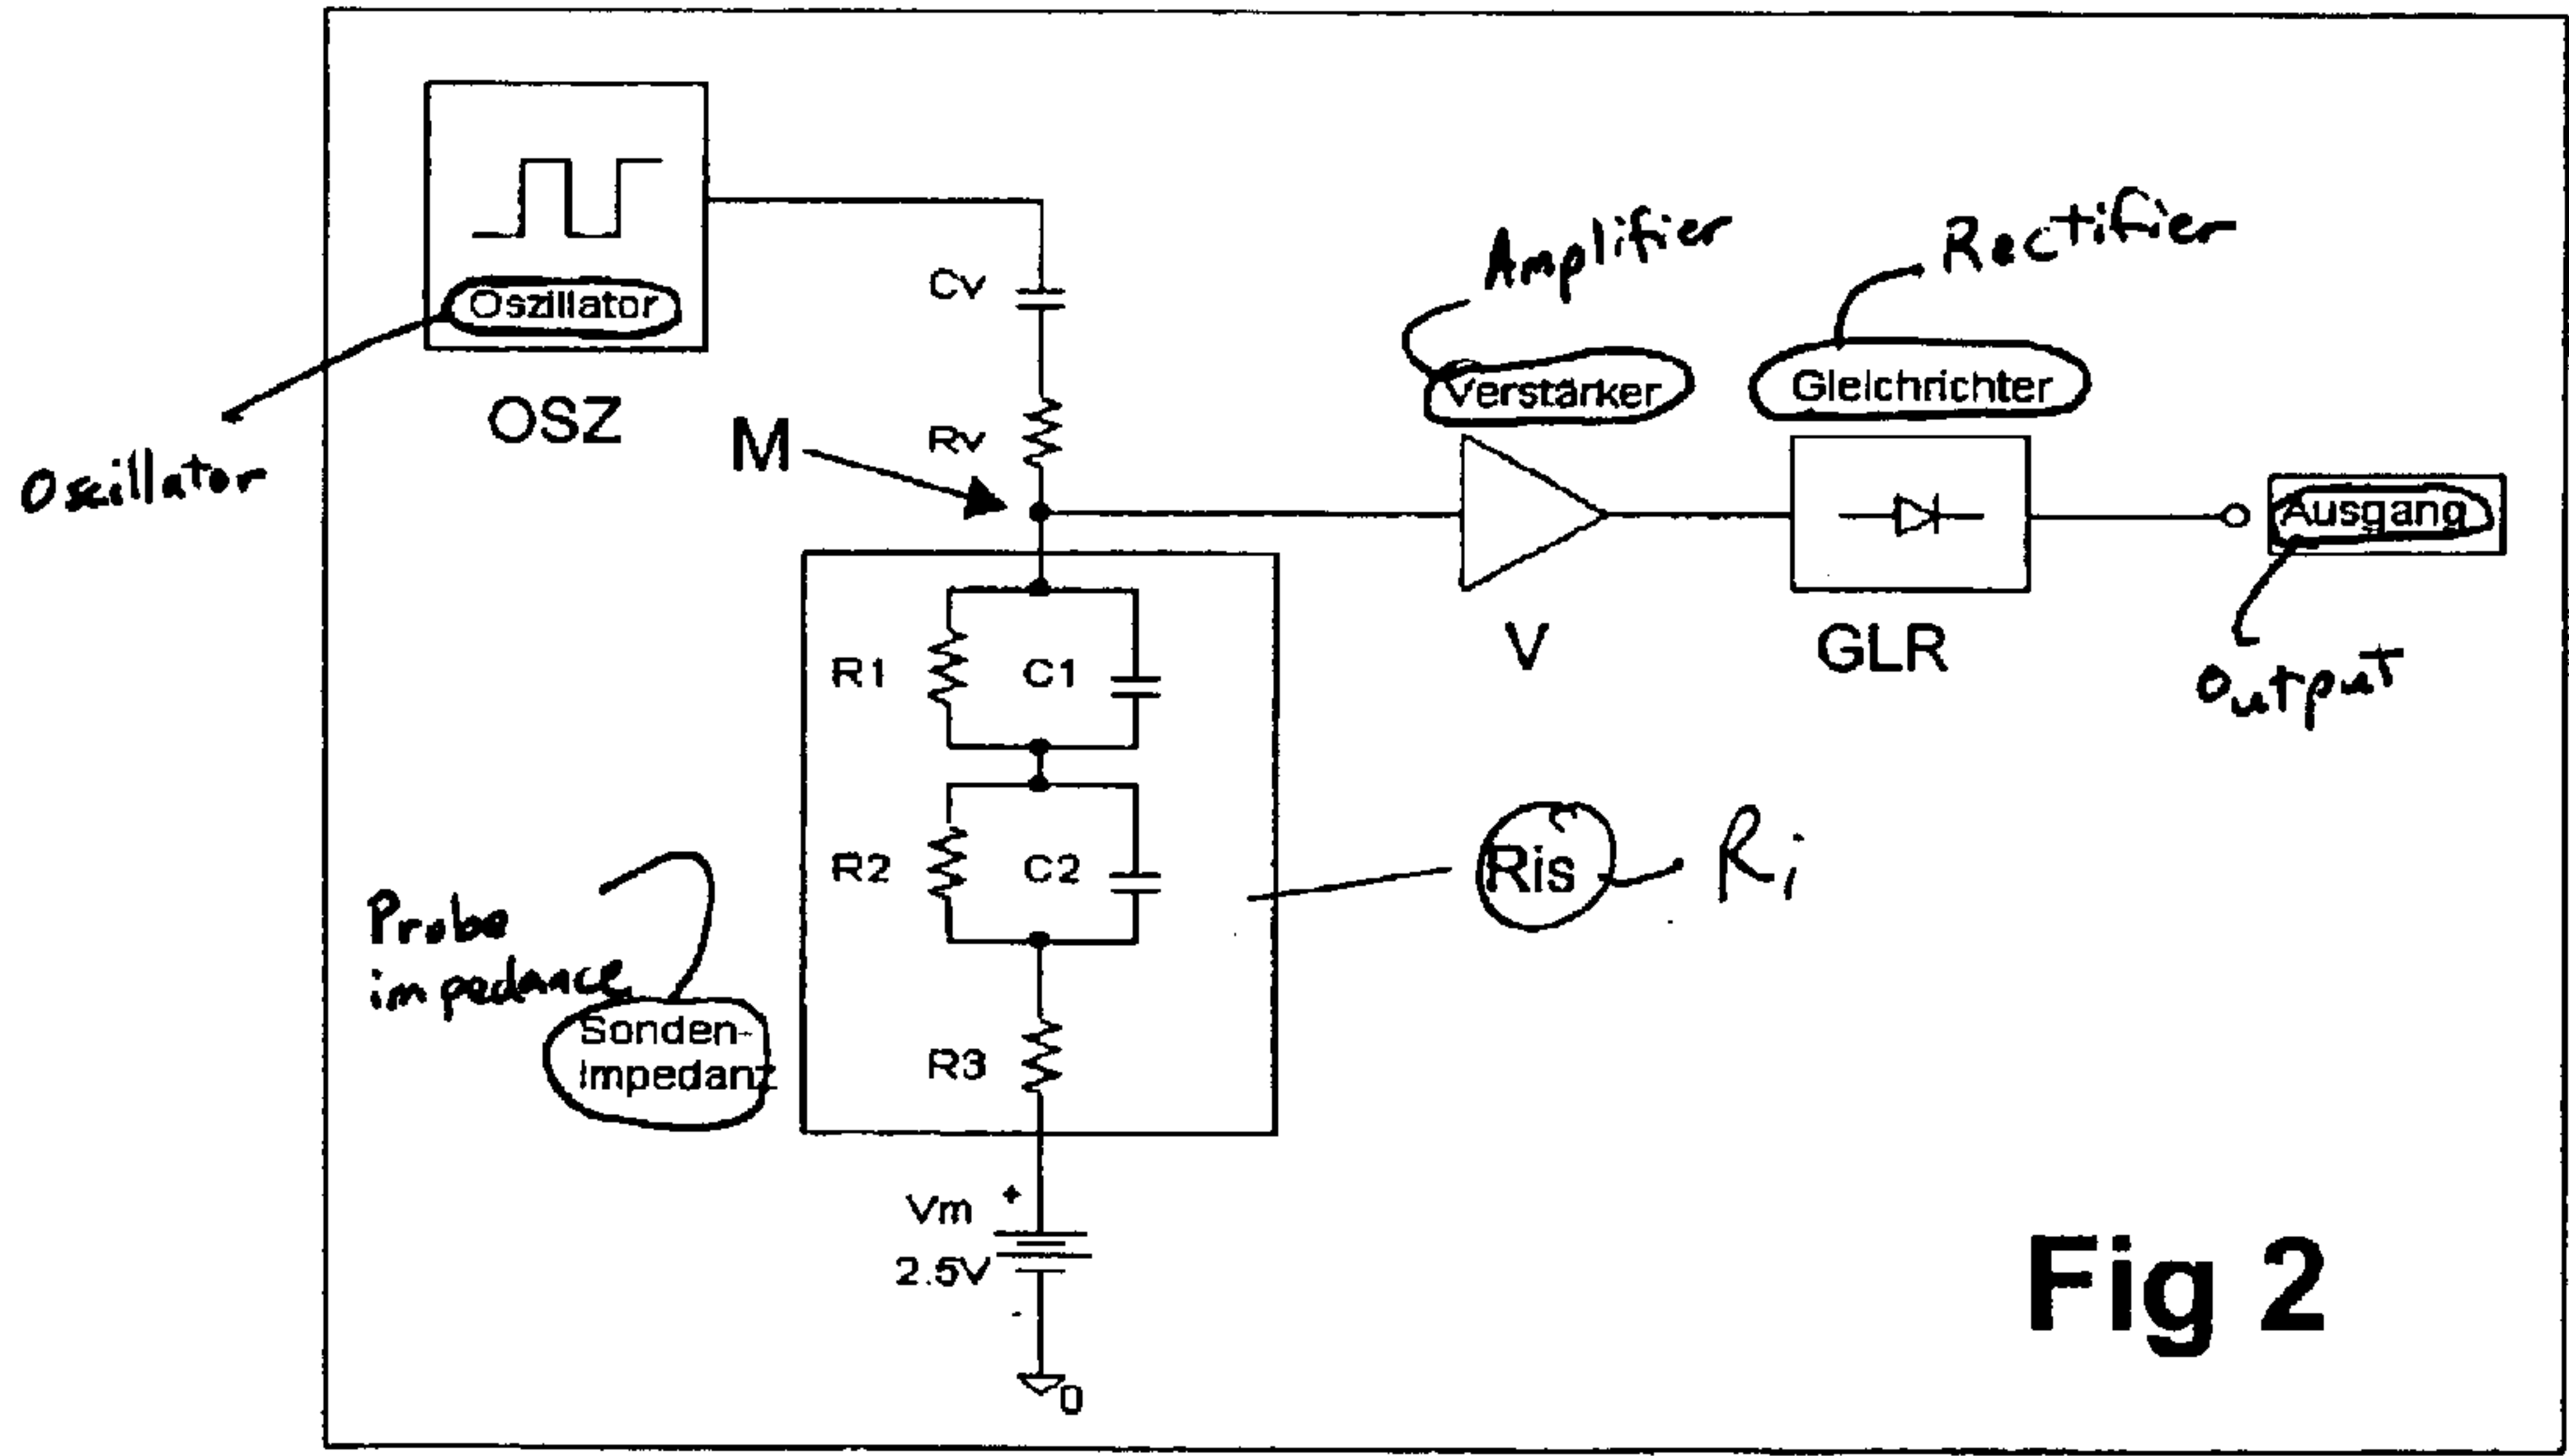 Oszillator
OSZ
Oscillator
Cv
Rv
M
Amplifier
Rectifier
Verstärker
Gleichrichter
Ausgang
V
GLR
Output
R1
C1
R2
C2
Ris
Ri
Probe
impedance
Sonden-
Impedanz
R3
Vm
+
2.5V
-
0
Fig 2